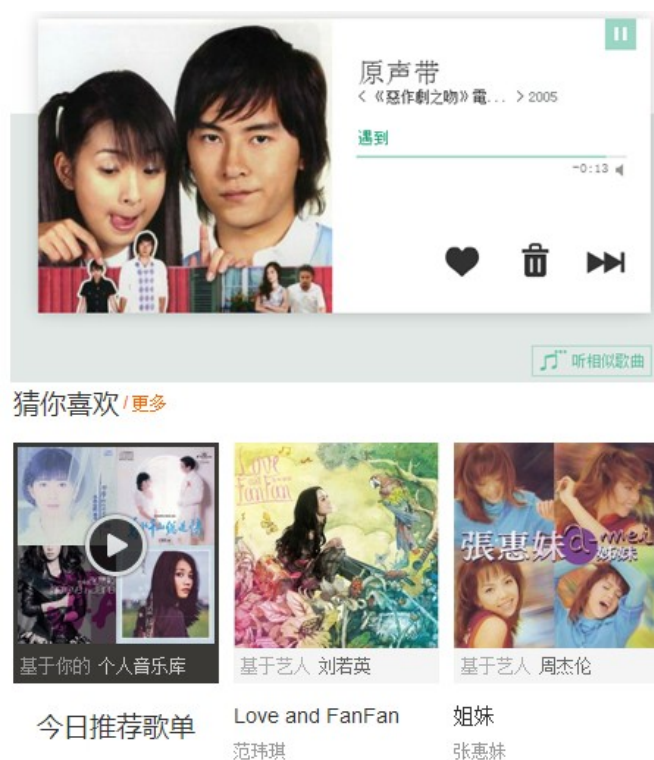 原声带
< 《惡作劇之吻》電... > 2005
遇到
-0:13
听相似歌曲
猜你喜欢 / 更多
Love
and
FanFan
張惠妹 a-mei
姊妹
基于你的 个人音乐库
基于艺人 刘若英
基于艺人 周杰伦
今日推荐歌单
Love and FanFan
姐妹
范玮琪
张惠妹